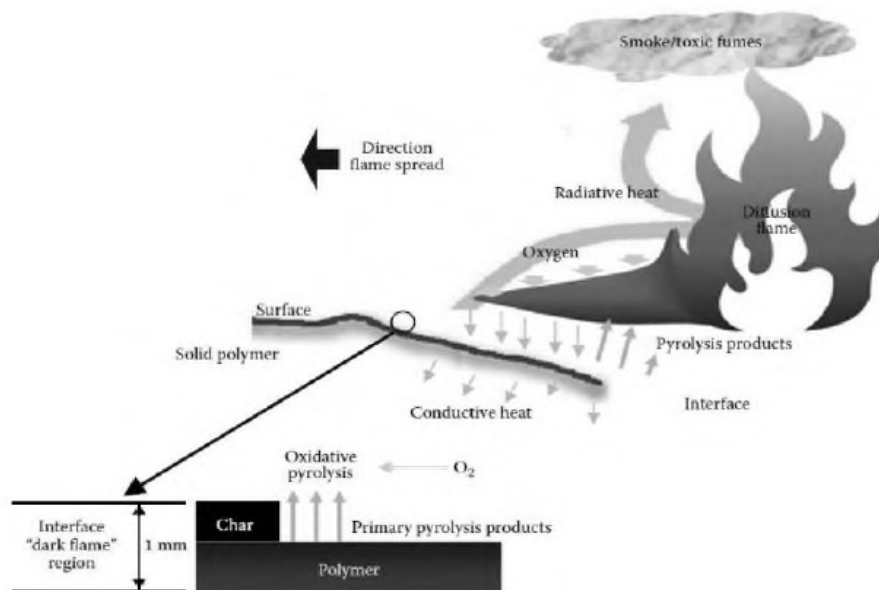 Smoke/toxic fumes
Direction
flame spread
Radiative heat
Diffusion
flame
Oxygen
Surface
Solid polymer
Pyrolysis products
Conductive heat
Interface
Oxidative
pyrolysis
O₂
Interface
"dark flame"
region
1 mm
Char
Primary pyrolysis products
Polymer